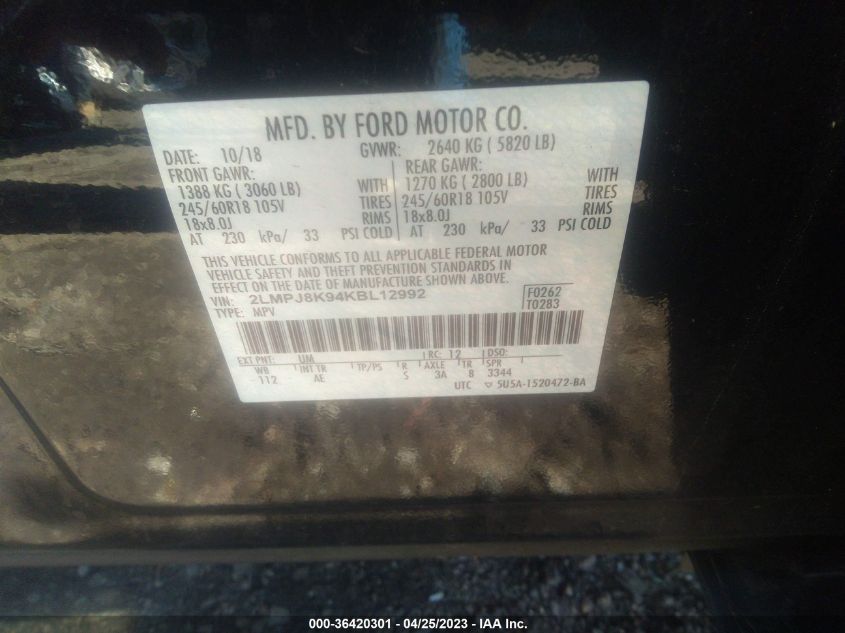 MFD. BY FORD MOTOR CO.
DATE: 10/18 GVWR: 2640 KG ( 5820 LB)
FRONT GAWR: REAR GAWR:
1388 KG ( 3060 LB) WITH 1270 KG ( 2800 LB) WITH
245/60R18 105V TIRES 245/60R18 105V TIRES
18x8.0J RIMS 18x8.0J RIMS
AT 230 kPa/ 33 PSI COLD AT 230 kPa/ 33 PSI COLD
THIS VEHICLE CONFORMS TO ALL APPLICABLE FEDERAL MOTOR
VEHICLE SAFETY AND THEFT PREVENTION STANDARDS IN
EFFECT ON THE DATE OF MANUFACTURE SHOWN ABOVE.
VIN: 2LMPJ8K94KBL12992 F0262
TYPE: MPV T0283
EXT PNT: UM RC: 12 DSO:
WB INT TR TP/PS R AXLE TR SPR
112 AE S 3A 8 3344
UTC 5U5A-1520472-BA
000-36420301 - 04/25/2023 - IAA Inc.